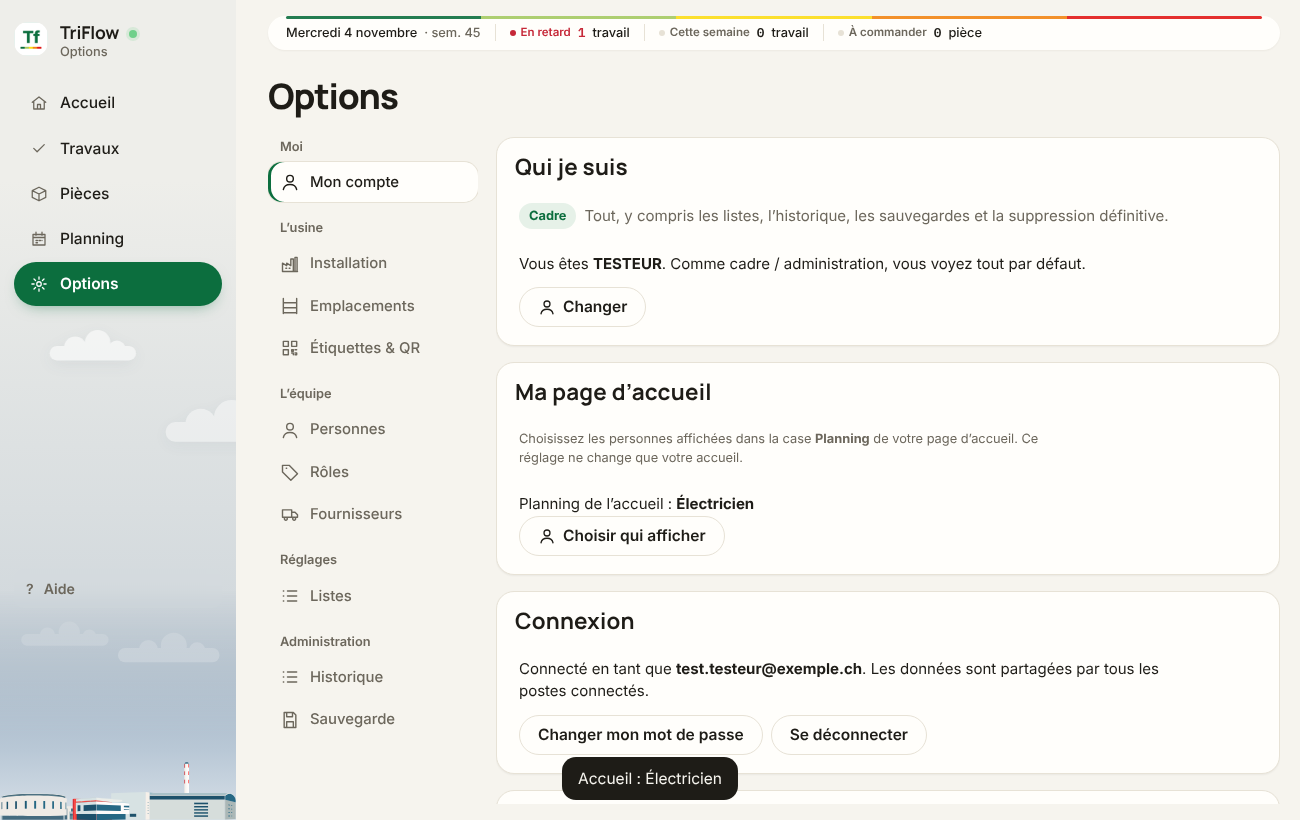 Tf
TriFlow
Options
Accueil
Travaux
Pièces
Planning
Options
? Aide
Mercredi 4 novembre · sem. 45
En retard 1 travail
Cette semaine 0 travail
À commander 0 pièce
Options
Moi
Mon compte
L’usine
Installation
Emplacements
Étiquettes & QR
L’équipe
Personnes
Rôles
Fournisseurs
Réglages
Listes
Administration
Historique
Sauvegarde
Qui je suis
Cadre Tout, y compris les listes, l’historique, les sauvegardes et la suppression définitive.
Vous êtes TESTEUR. Comme cadre / administration, vous voyez tout par défaut.
Changer
Ma page d’accueil
Choisissez les personnes affichées dans la case Planning de votre page d’accueil. Ce
réglage ne change que votre accueil.
Planning de l’accueil : Électricien
Choisir qui afficher
Connexion
Connecté en tant que test.testeur@exemple.ch. Les données sont partagées par tous les
postes connectés.
Changer mon mot de passe
Se déconnecter
Accueil : Électricien